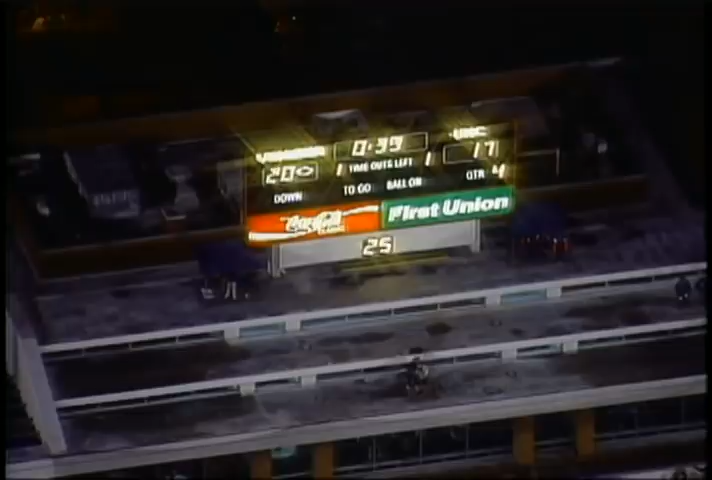 0:39 UNC
20 1 TIME OUTS LEFT 1 17
DOWN TO GO BALL ON QTR 4
Coca-Cola CLASSIC First Union
25